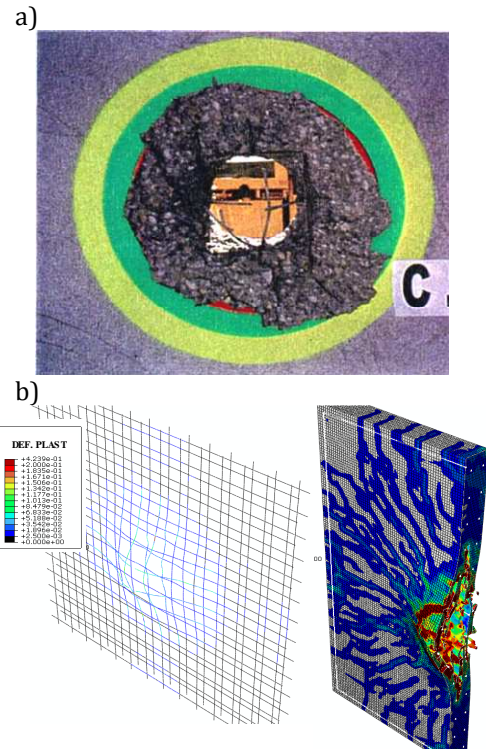 a)
C
b)
DEF. PLAST
+4.239e-01
+2.000e-01
+1.835e-01
+1.671e-01
+1.506e-01
+1.342e-01
+1.177e-01
+1.013e-01
+8.479e-02
+6.833e-02
+5.188e-02
+3.542e-02
+1.896e-02
+2.500e-03
+0.000e+00
00